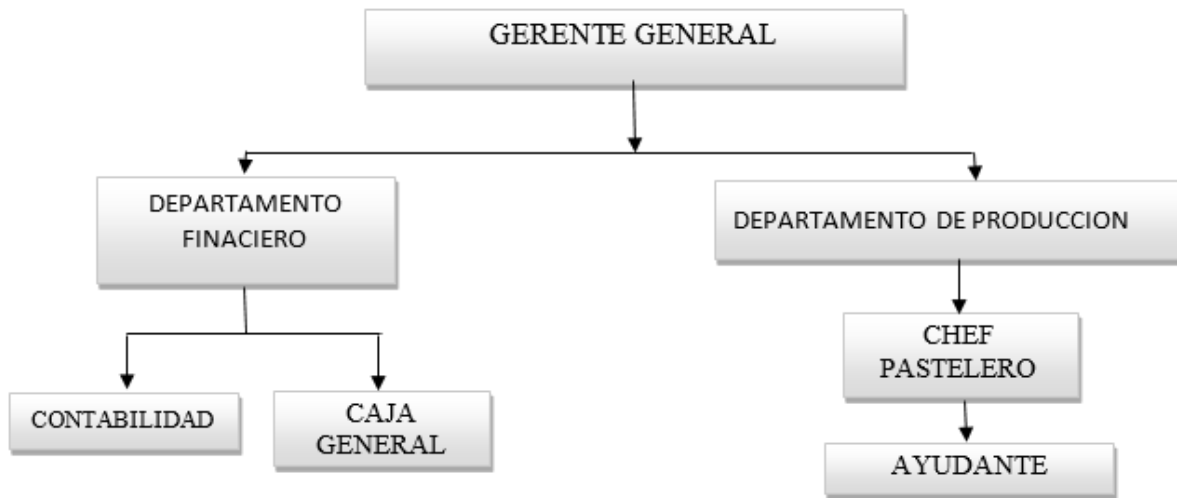 GERENTE GENERAL
DEPARTAMENTO
FINACIERO
DEPARTAMENTO DE PRODUCCION
CHEF
PASTELERO
CONTABILIDAD
CAJA
GENERAL
AYUDANTE